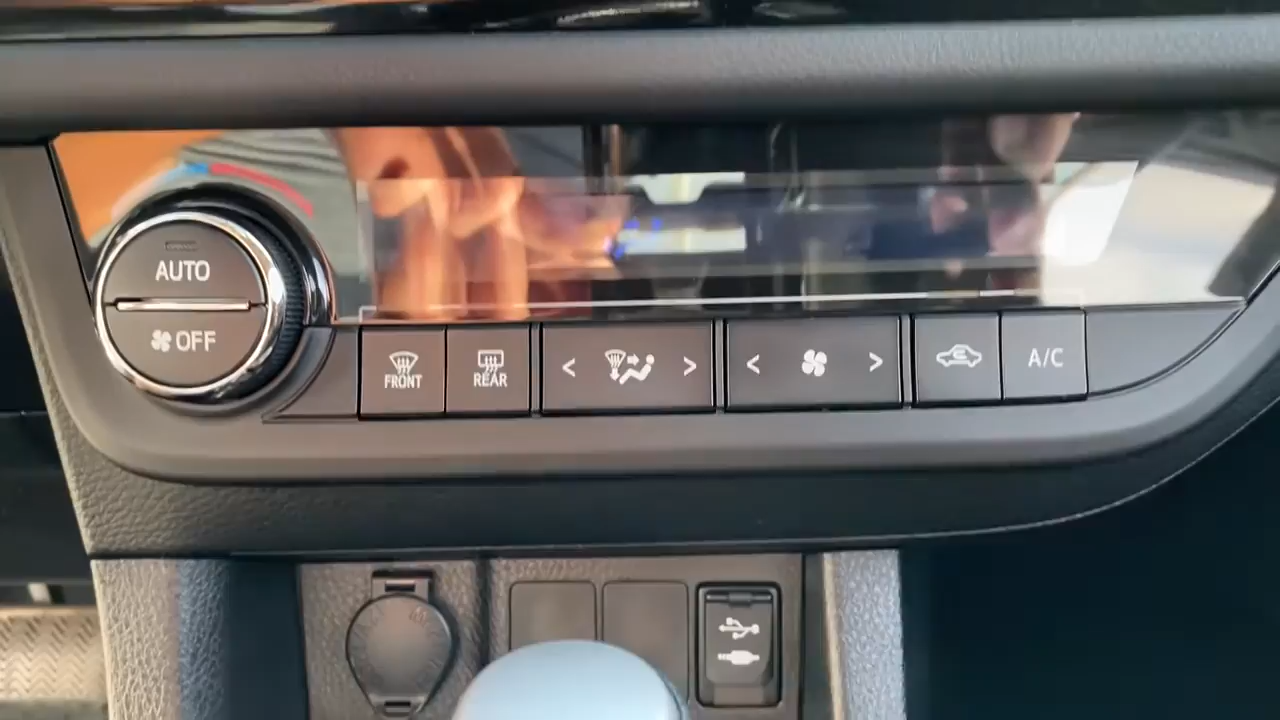 AUTO
OFF
FRONT
REAR
< >
< >
A/C